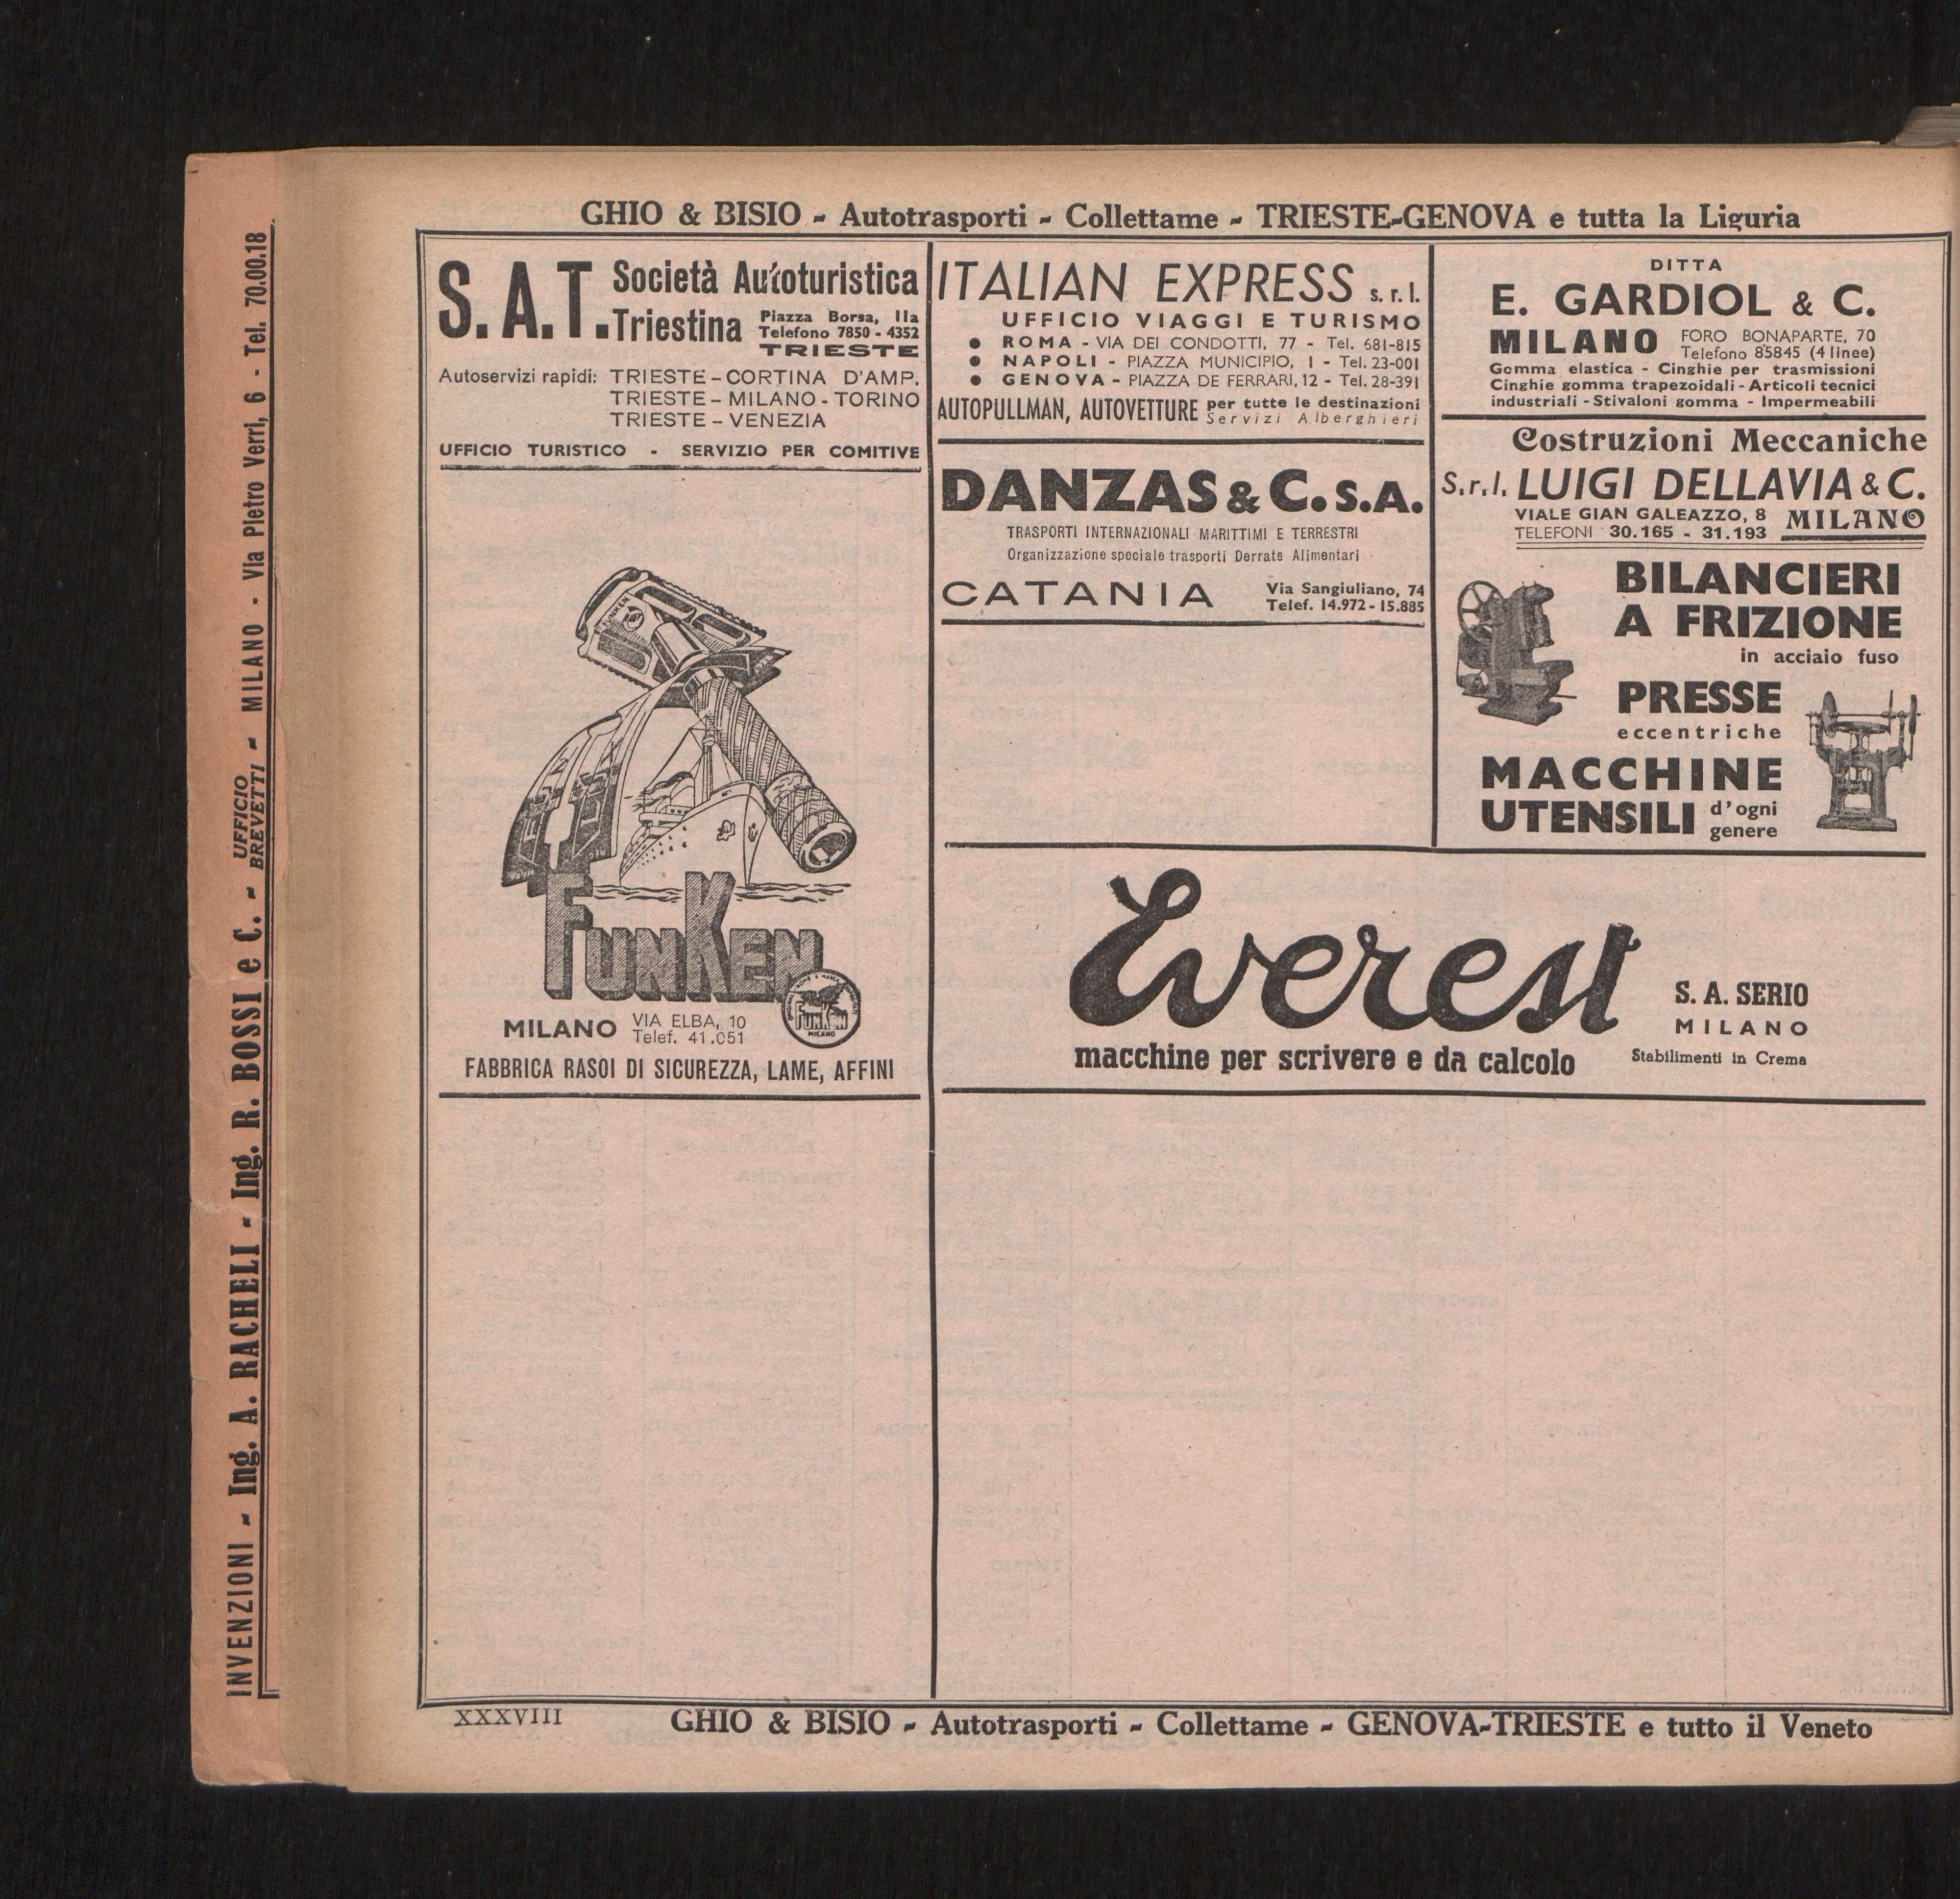 GHIO & BISIO - Autotrasporti - Collettame - TRIESTE-GENOVA e tutta la Liguria
INVENZIONI - Ing. A. RACHELI - Ing. R. BOSSI e C. - UFFICIO BREVETTI - MILANO - Via Pietro Verri, 6 - Tel. 70.00.18
S.A.T. Società Autoturistica
Triestina
Piazza Borsa, 11a
Telefono 7850 - 4352
TRIESTE
Autoservizi rapidi: TRIESTE - CORTINA D'AMP.
TRIESTE - MILANO - TORINO
TRIESTE - VENEZIA
UFFICIO TURISTICO - SERVIZIO PER COMITIVE
FUNKEN
FUNKEN
FUNKEN
MILANO
MILANO VIA ELBA, 10
Telef. 41.051
FABBRICA RASOI DI SICUREZZA, LAME, AFFINI
ITALIAN EXPRESS s. r. l.
UFFICIO VIAGGI E TURISMO
● ROMA - VIA DEI CONDOTTI, 77 - Tel. 681-815
● NAPOLI - PIAZZA MUNICIPIO, 1 - Tel. 23-001
● GENOVA - PIAZZA DE FERRARI, 12 - Tel. 28-391
AUTOPULLMAN, AUTOVETTURE per tutte le destinazioni
Servizi Alberghieri
DANZAS & C. S.A.
TRASPORTI INTERNAZIONALI MARITTIMI E TERRESTRI
Organizzazione speciale trasporti Derrate Alimentari
CATANIA Via Sangiuliano, 74
Telef. 14.972 - 15.885
DITTA
E. GARDIOL & C.
MILANO FORO BONAPARTE, 70
Telefono 85845 (4 linee)
Gomma elastica - Cinghie per trasmissioni
Cinghie gomma trapezoidali - Articoli tecnici
industriali - Stivaloni gomma - Impermeabili
Costruzioni Meccaniche
S.r.l. LUIGI DELLAVIA & C.
VIALE GIAN GALEAZZO, 8 MILANO
TELEFONI 30.165 - 31.193
BILANCIERI
A FRIZIONE
in acciaio fuso
PRESSE
eccentriche
MACCHINE
UTENSILI d'ogni
genere
Everest
S. A. SERIO
MILANO
macchine per scrivere e da calcolo
Stabilimenti in Crema
XXXVIII
GHIO & BISIO - Autotrasporti - Collettame - GENOVA-TRIESTE e tutto il Veneto